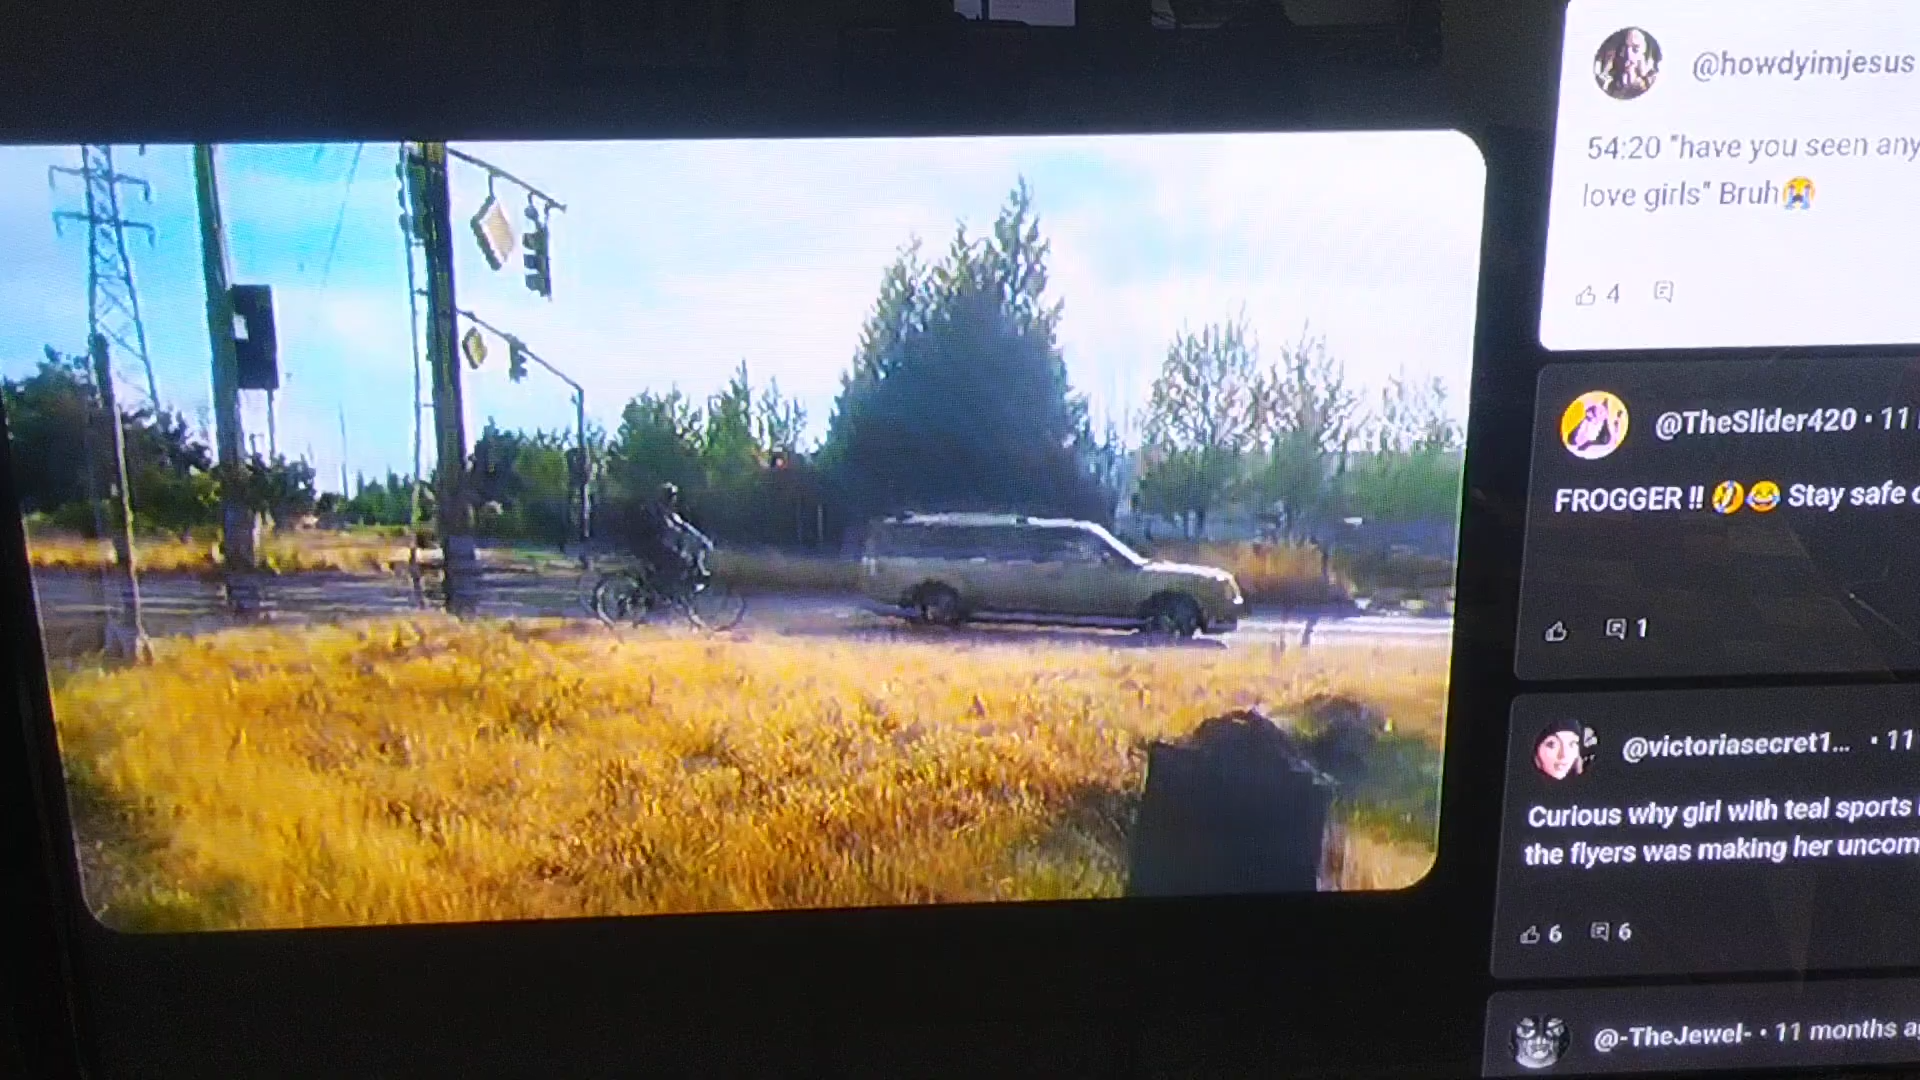 @howdyimjesus
54:20 "have you seen any
love girls" Bruh😭
4
@TheSlider420 • 11
FROGGER !! 🤣😂 Stay safe
1
@victoriasecret1... • 11
Curious why girl with teal sports
the flyers was making her uncom
6 6
@-TheJewel- • 11 months a